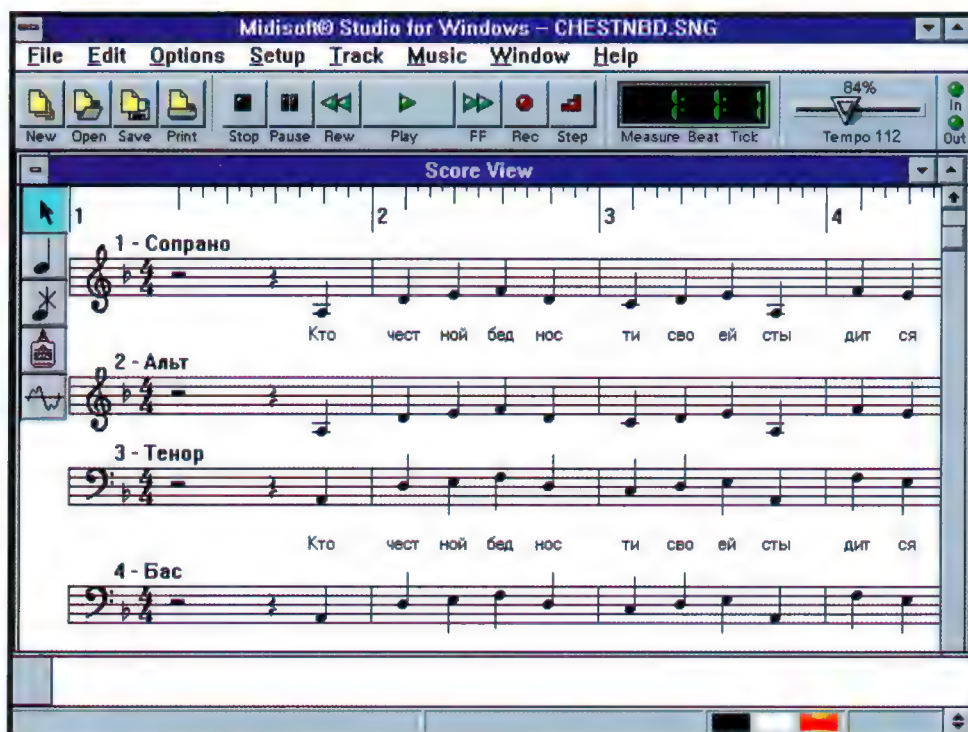 Midisoft® Studio for Windows – CHESTNBD.SNG
File Edit Options Setup Track Music Window Help
84%
In
New Open Save Print Stop Pause Rew Play FF Rec Step Measure Beat Tick Tempo 112 Out
Score View
1 2 3 4
1 - Сопрано
Кто чест ной бед нос ти сво ей сты дит ся
2 - Альт
3 - Тенор
Кто чест ной бед нос ти сво ей сты дит ся
4 - Бас